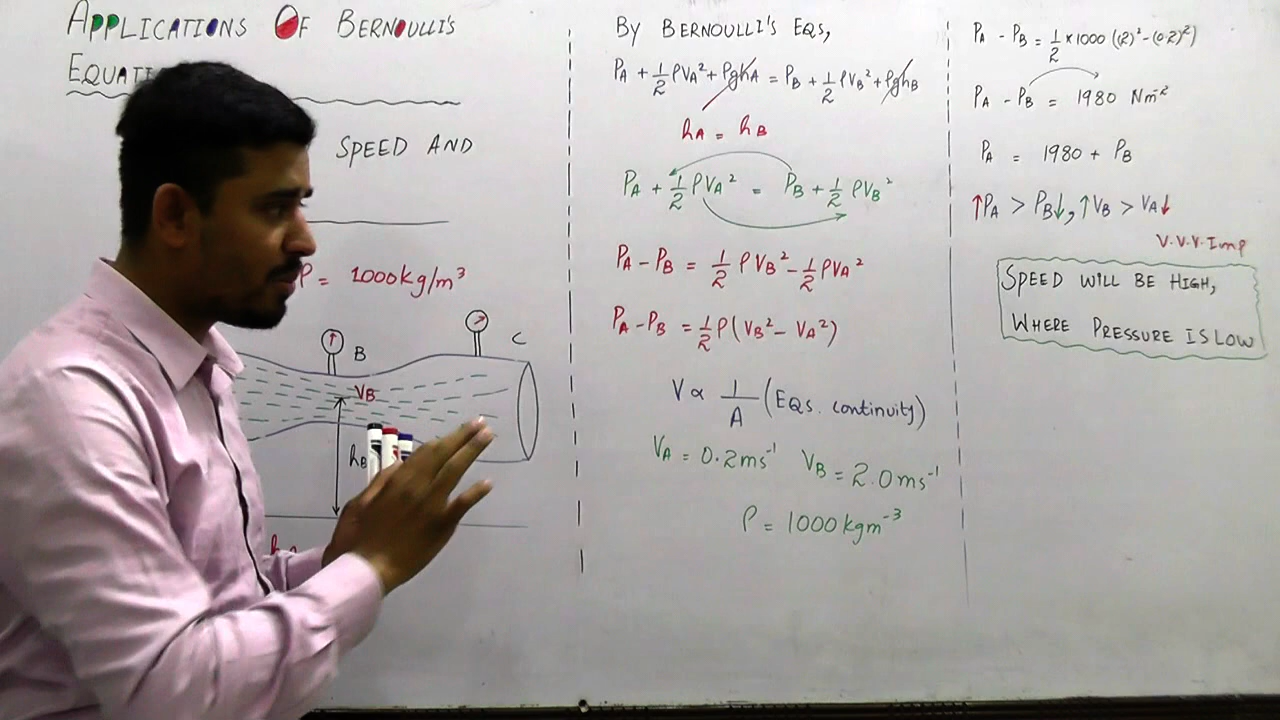 APPLICATIONS OF BERNOULLI'S
EQUATI
SPEED AND
ρ = 1000kg/m³
B
C
VB
hB
BY BERNOULLI'S EQS,
PA + 1/2 ρVA² + ρghA = PB + 1/2 ρVB² + ρghB
hA = hB
PA + 1/2 ρVA² = PB + 1/2 ρVB²
PA - PB = 1/2 ρVB² - 1/2 ρVA²
PA - PB = 1/2 ρ(VB² - VA²)
V ∝ 1/A (EQS. continuity)
VA = 0.2ms⁻¹ VB = 2.0ms⁻¹
ρ = 1000kgm⁻³
PA - PB = 1/2 × 1000 ((2)² - (0.2)²)
PA - PB = 1980 Nm⁻²
PA = 1980 + PB
↑PA > PB↓, ↑VB > VA↓
V.V.V.Imp
SPEED WILL BE HIGH,
WHERE PRESSURE IS LOW